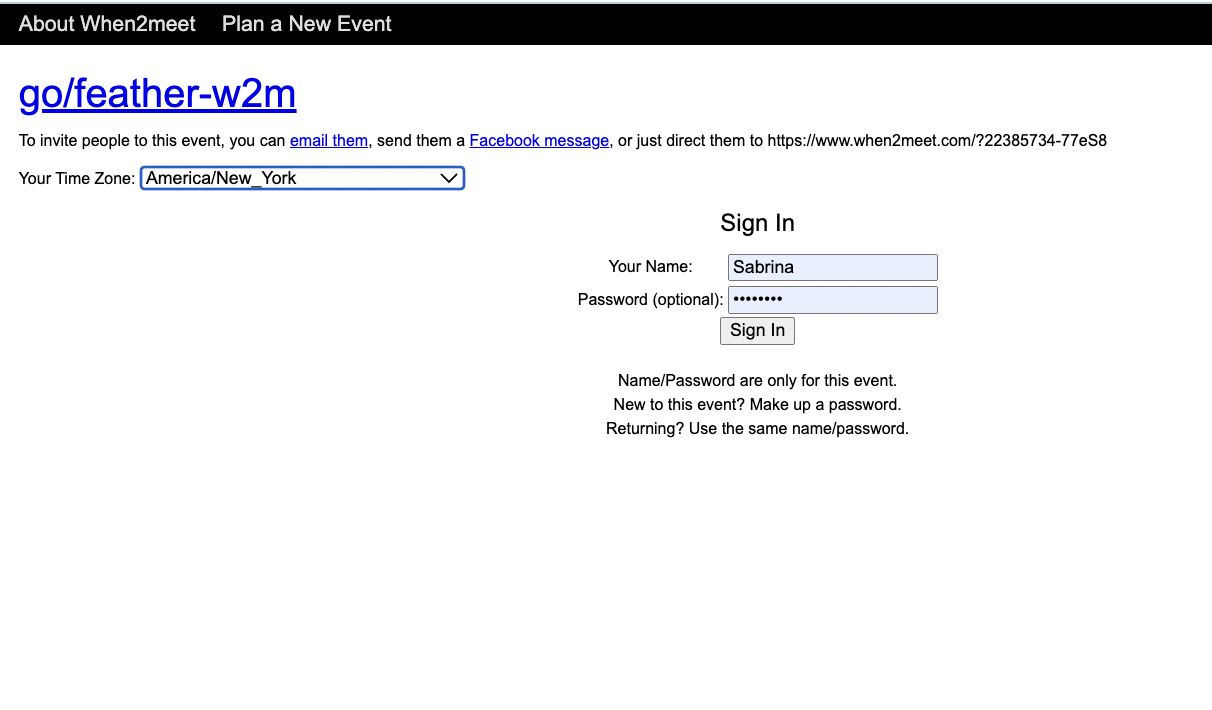 About When2meet Plan a New Event
go/feather-w2m
To invite people to this event, you can email them, send them a Facebook message, or just direct them to https://www.when2meet.com/?22385734-77eS8
Your Time Zone: America/New_York
Sign In
Your Name: Sabrina
Password (optional): ••••••••
Sign In
Name/Password are only for this event.
New to this event? Make up a password.
Returning? Use the same name/password.